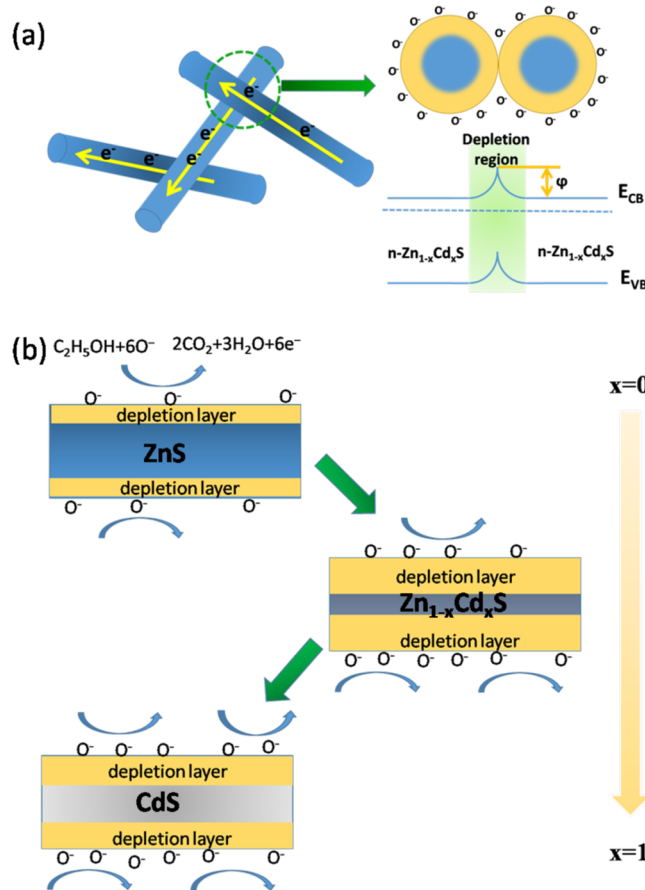 (a)
e⁻
e⁻
e⁻
e⁻ e⁻
e⁻
O⁻ O⁻ O⁻ O⁻ O⁻ O⁻ O⁻
O⁻ O⁻ O⁻ O⁻
O⁻ O⁻ O⁻ O⁻ O⁻ O⁻ O⁻
Depletion
region
φ
E_CB
n-Zn₁₋ₓCdₓS n-Zn₁₋ₓCdₓS
E_VB
(b) C₂H₅OH+6O⁻ 2CO₂+3H₂O+6e⁻
x=0
O⁻ O⁻ O⁻
depletion layer
ZnS
depletion layer
O⁻ O⁻ O⁻
O⁻ O⁻ O⁻ O⁻
depletion layer
Zn₁₋ₓCdₓS
depletion layer
O⁻ O⁻ O⁻ O⁻ O⁻ O⁻
O⁻ O⁻ O⁻ O⁻ O⁻
depletion layer
CdS
depletion layer
O⁻ O⁻ O⁻ O⁻ O⁻ O⁻
x=1